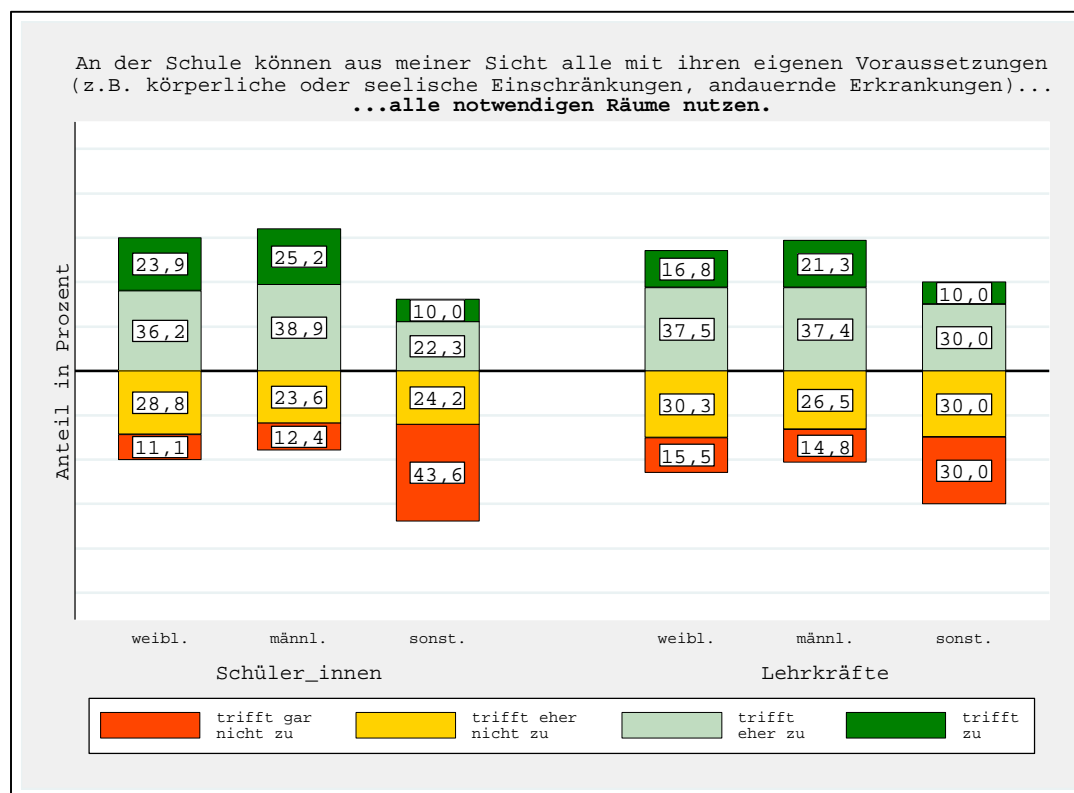 An der Schule können aus meiner Sicht alle mit ihren eigenen Voraussetzungen
(z.B. körperliche oder seelische Einschränkungen, andauernde Erkrankungen)...
...alle notwendigen Räume nutzen.
Anteil in Prozent
23,9
36,2
28,8
11,1
25,2
38,9
23,6
12,4
10,0
22,3
24,2
43,6
16,8
37,5
30,3
15,5
21,3
37,4
26,5
14,8
10,0
30,0
30,0
30,0
weibl. männl. sonst. weibl. männl. sonst.
Schüler_innen Lehrkräfte
trifft gar
nicht zu
trifft eher
nicht zu
trifft
eher zu
trifft
zu